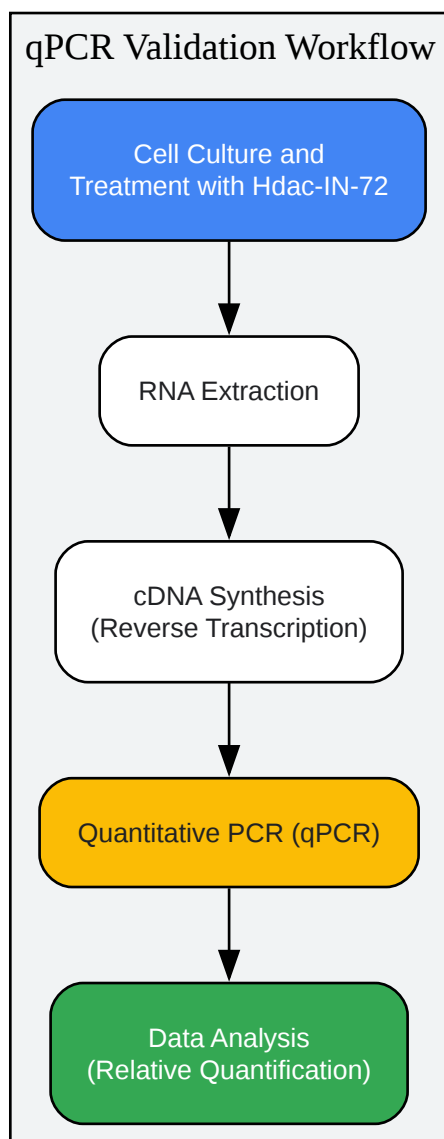 qPCR Validation Workflow
Cell Culture and
Treatment with Hdac-IN-72
RNA Extraction
cDNA Synthesis
(Reverse Transcription)
Quantitative PCR (qPCR)
Data Analysis
(Relative Quantification)